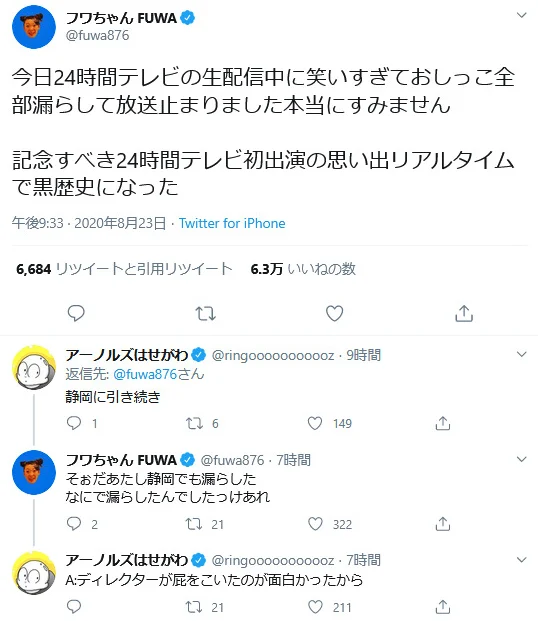 フワちゃん FUWA
@fuwa876
今日24時間テレビの生配信中に笑いすぎておしっこ全
部漏らして放送止まりました本当にすみません
記念すべき24時間テレビ初出演の思い出リアルタイム
で黒歴史になった
午後9:33 · 2020年8月23日 · Twitter for iPhone
6,684 リツイートと引用リツイート 6.3万 いいねの数
アーノルズはせがわ @ringooooooooooz · 9時間
返信先: @fuwa876さん
静岡に引き続き
1 6 149
フワちゃん FUWA @fuwa876 · 7時間
そぉだあたし静岡でも漏らした
なにで漏らしたんでしたっけあれ
2 21 322
アーノルズはせがわ @ringooooooooooz · 7時間
A:ディレクターが屁をこいたのが面白かったから
21 211